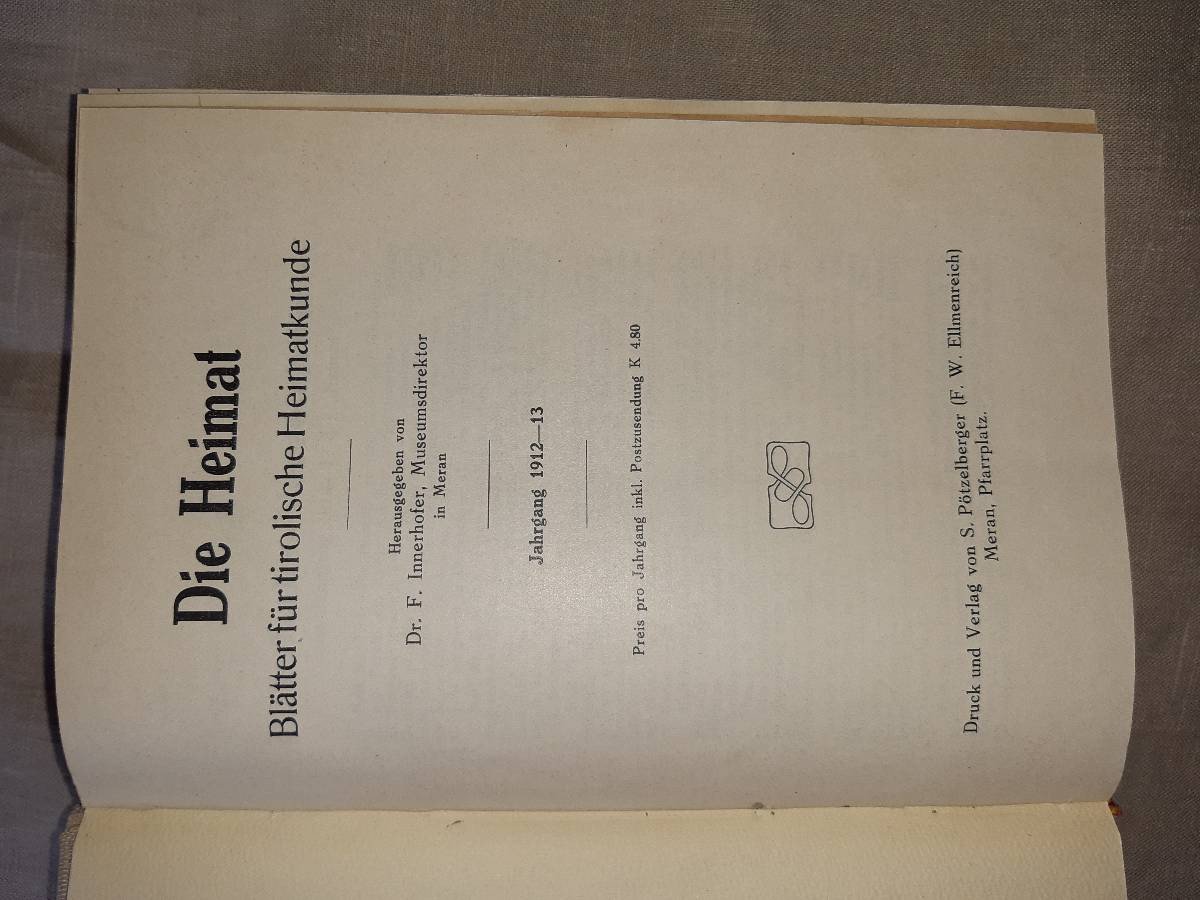 Die Heimat
Blätter für tirolische Heimatkunde
Herausgegeben von
Dr. F. Innerhofer, Museumsdirektor
in Meran
Jahrgang 1912—13
Preis pro Jahrgang inkl. Postzusendung K 4.80
Druck und Verlag von S. Pötzelberger (F. W. Ellmenreich)
Meran, Pfarrplatz.